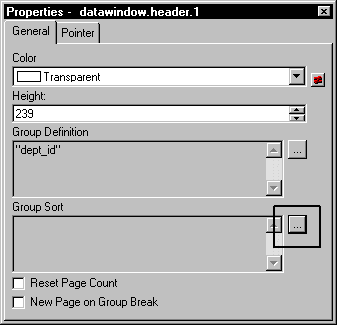 Properties - datawindow.header.1
General Pointer
Color
Transparent
Height:
239
Group Definition
"dept_id"
...
Group Sort
...
Reset Page Count
New Page on Group Break